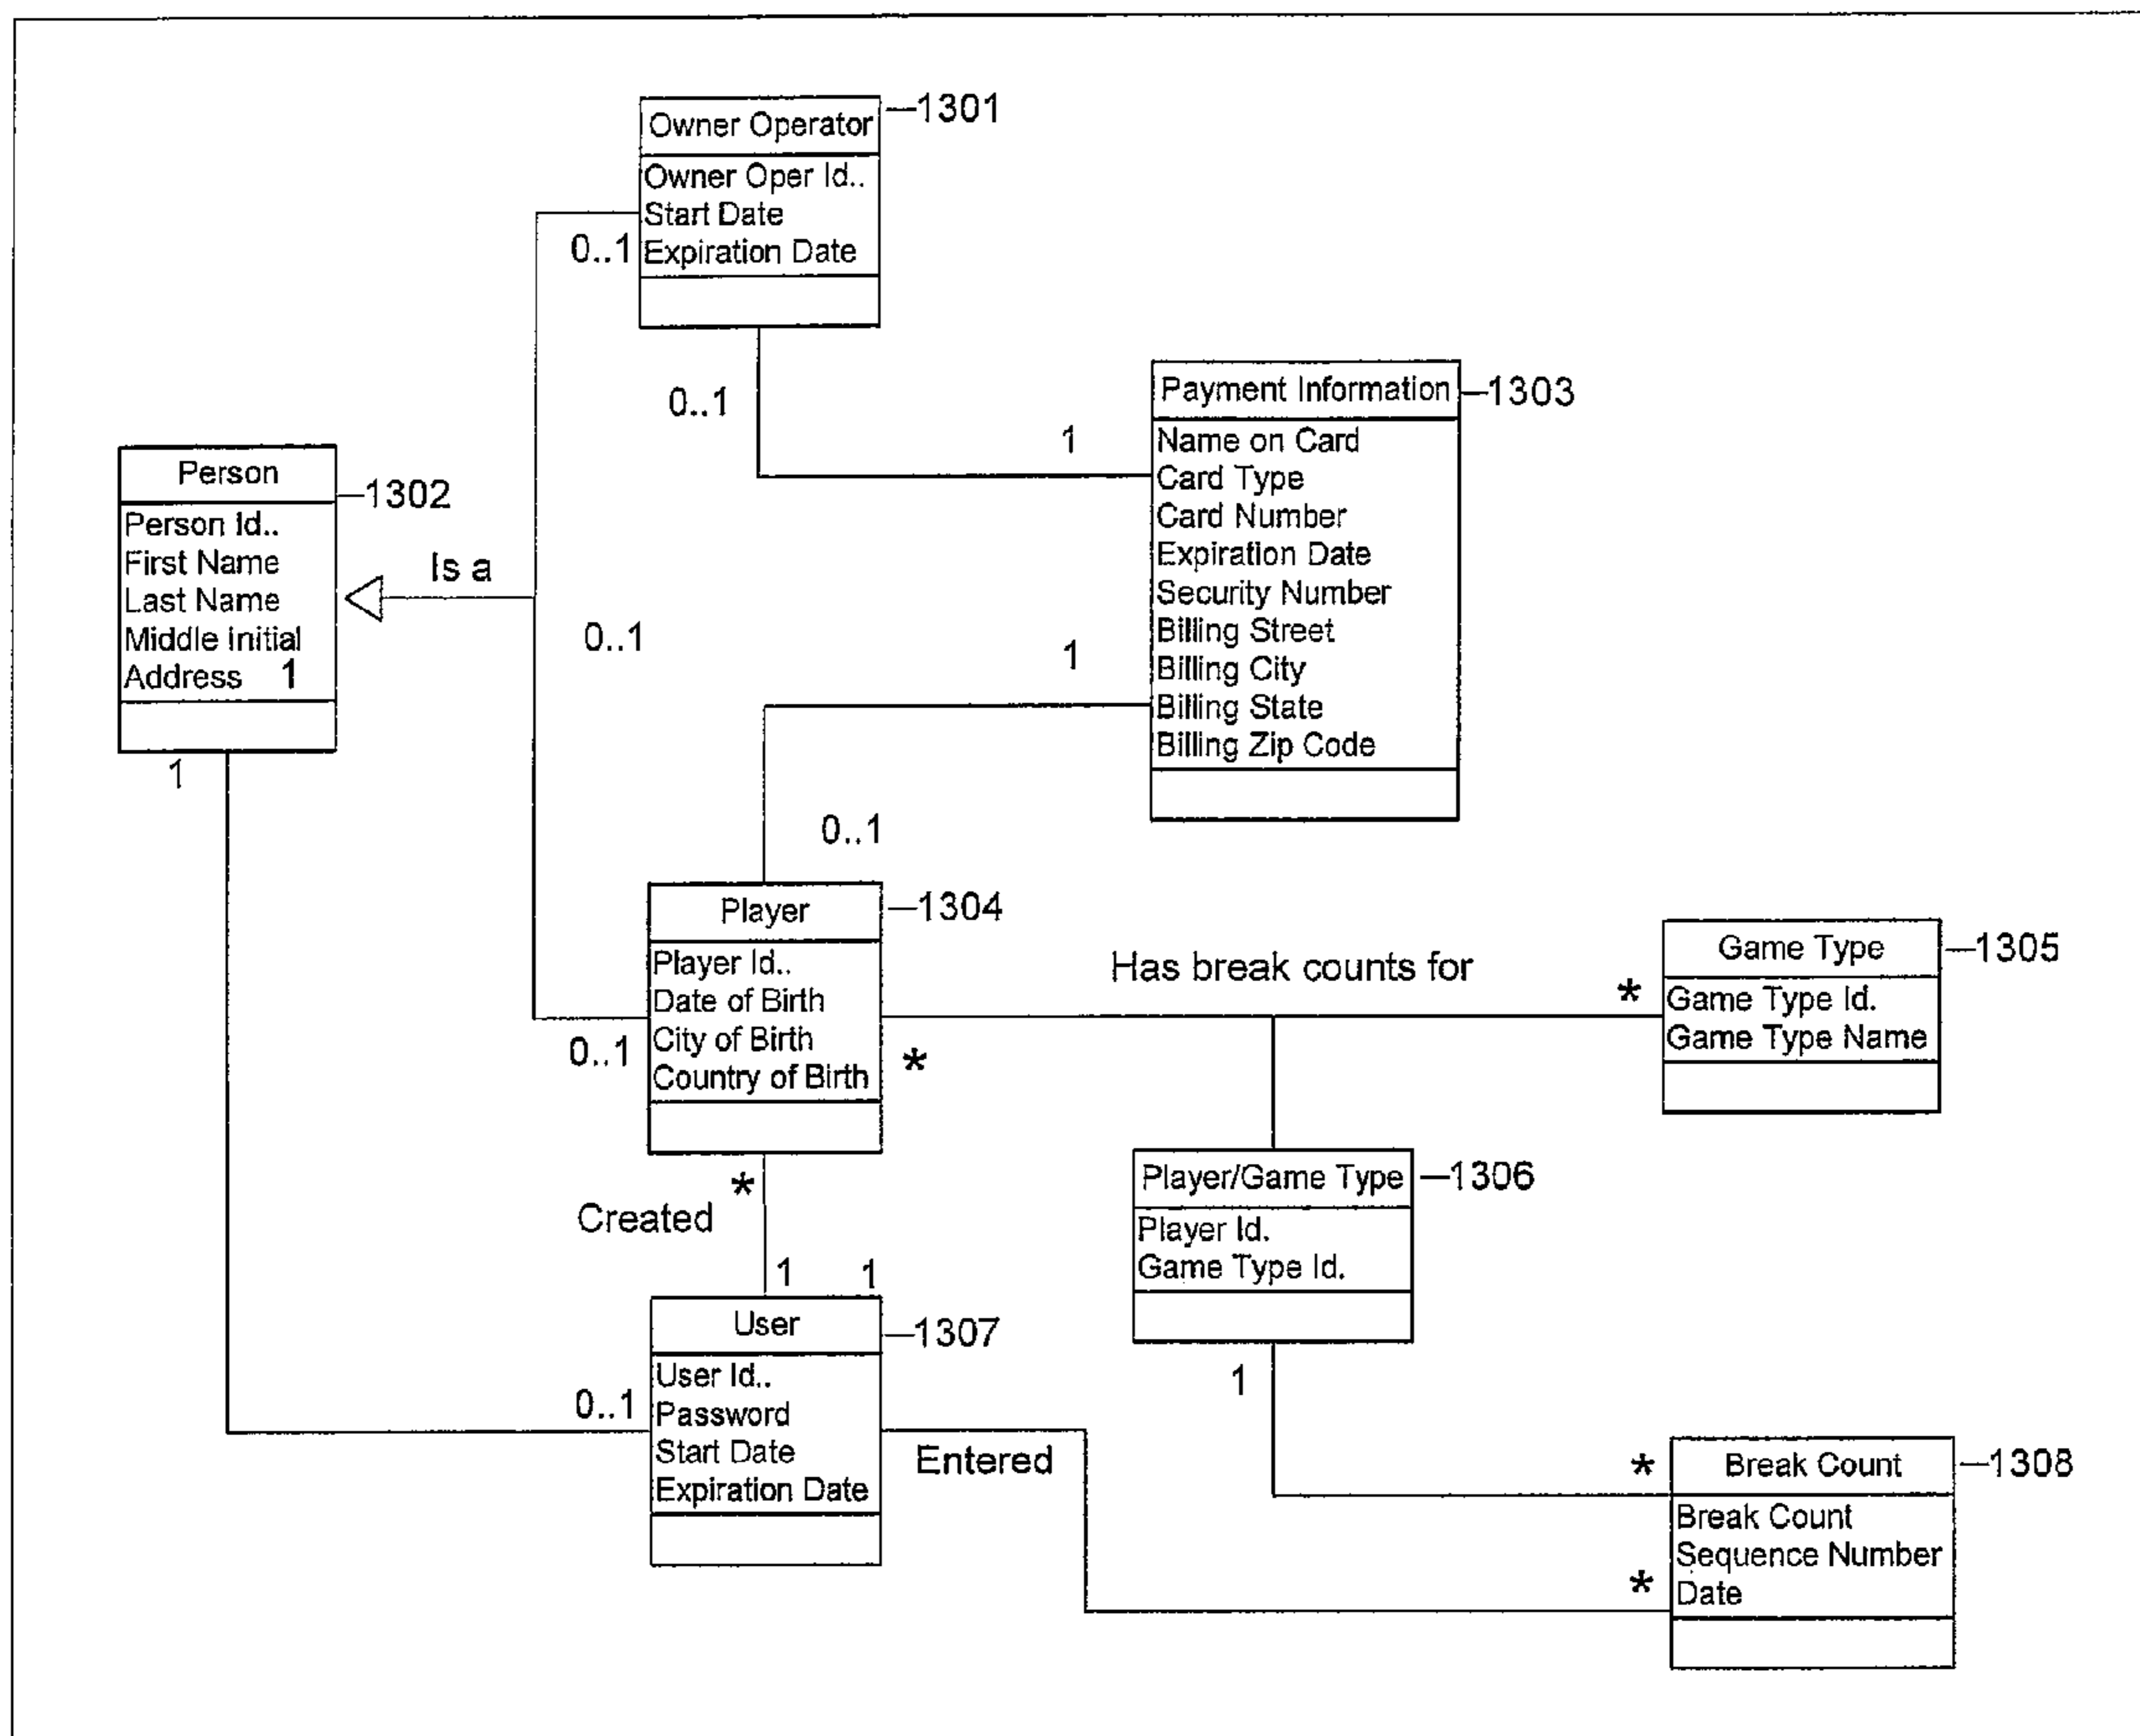 Owner Operator
1301
Owner Oper Id..
Start Date
Expiration Date
0..1
0..1
Payment Information
1303
Name on Card
Card Type
Card Number
Expiration Date
Security Number
Billing Street
Billing City
Billing State
Billing Zip Code
1
1
Person
1302
Person Id..
First Name
Last Name
Middle Initial
Address 1
1
Is a
0..1
0..1
Player
1304
Player Id..
Date of Birth
City of Birth
Country of Birth
0..1
*
Has break counts for
*
Game Type
1305
Game Type Id.
Game Type Name
Player/Game Type
1306
Player Id.
Game Type Id.
1
*
Created
1 1
User
1307
User Id..
Password
Start Date
Expiration Date
0..1
Entered
*
*
Break Count
1308
Break Count
Sequence Number
Date